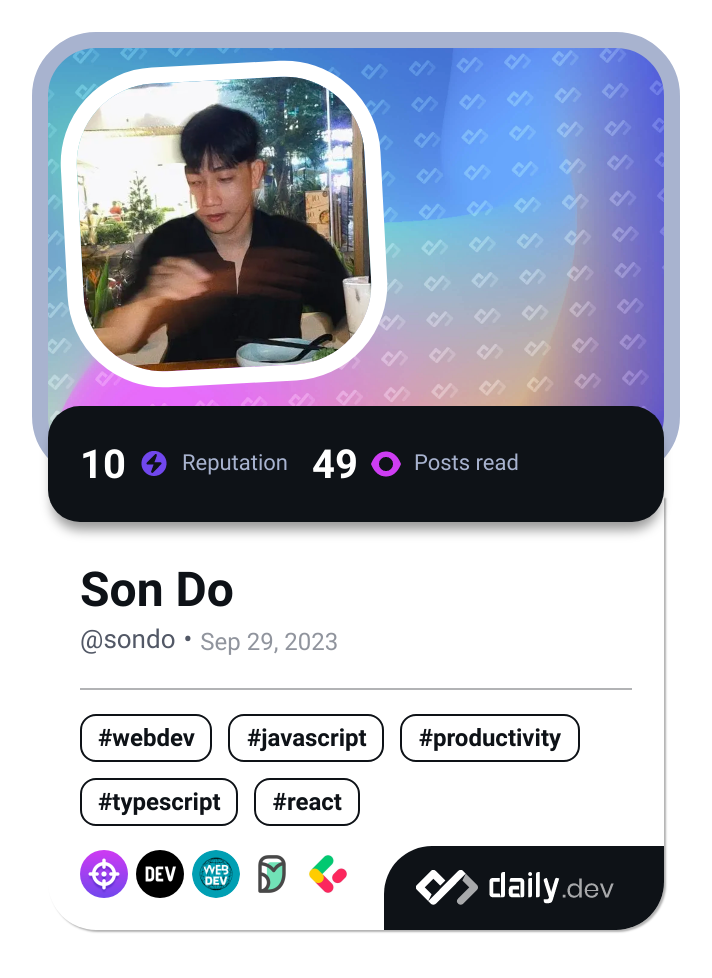 10 Reputation 49 Posts read
Son Do
@sondo • Sep 29, 2023
#webdev #javascript #productivity
#typescript #react
DEV WEB DEV
daily.dev